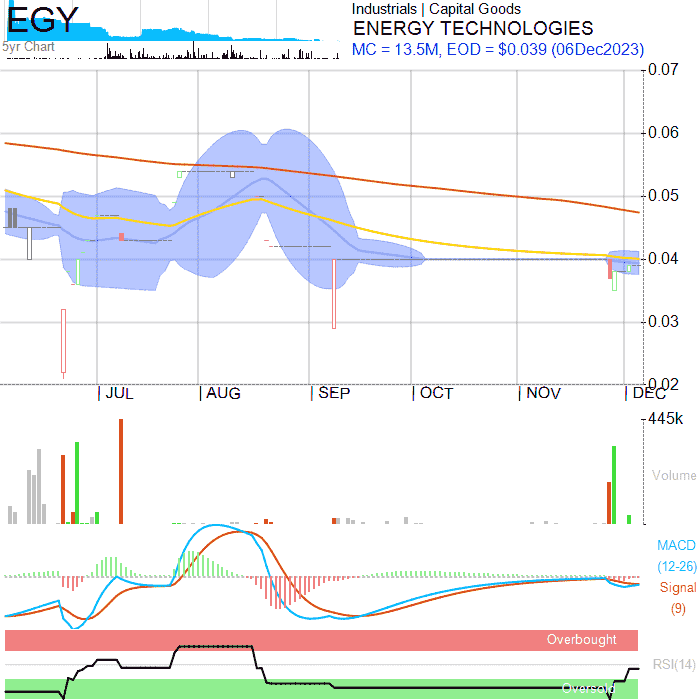 EGY
5yr Chart
Industrials | Capital Goods
ENERGY TECHNOLOGIES
MC = 13.5M, EOD = $0.039 (06Dec2023)
0.07
0.06
0.05
0.04
0.03
0.02
JUL AUG SEP OCT NOV DEC
445k
Volume
MACD
(12-26)
Signal
(9)
Overbought
RSI(14)
Oversold